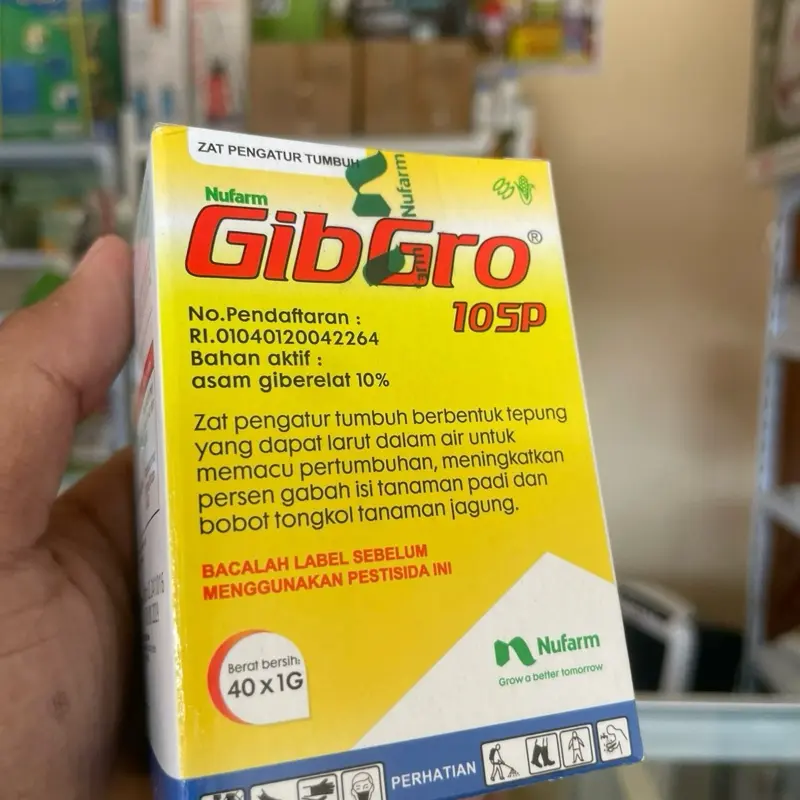 ZAT PENGATUR TUMBUH
Nufarm
Nufarm
GibGro®
10SP
No.Pendaftaran :
RI.01040120042264
Bahan aktif :
asam giberelat 10%
Zat pengatur tumbuh berbentuk tepung
yang dapat larut dalam air untuk
memacu pertumbuhan, meningkatkan
persen gabah isi tanaman padi dan
bobot tongkol tanaman jagung.
BACALAH LABEL SEBELUM
MENGGUNAKAN PESTISIDA INI
Berat bersih:
40 x 1G
Nufarm
Grow a better tomorrow
PERHATIAN